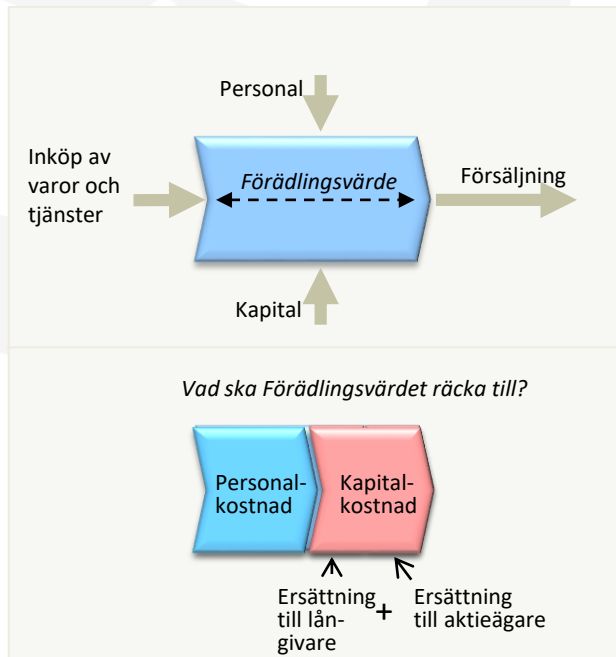 Personal
Inköp av
varor och
tjänster
Förädlingsvärde
Försäljning
Kapital
Vad ska Förädlingsvärdet räcka till?
Personal-
kostnad
Kapital-
kostnad
Ersättning
till lån-
givare
+
Ersättning
till aktieägare